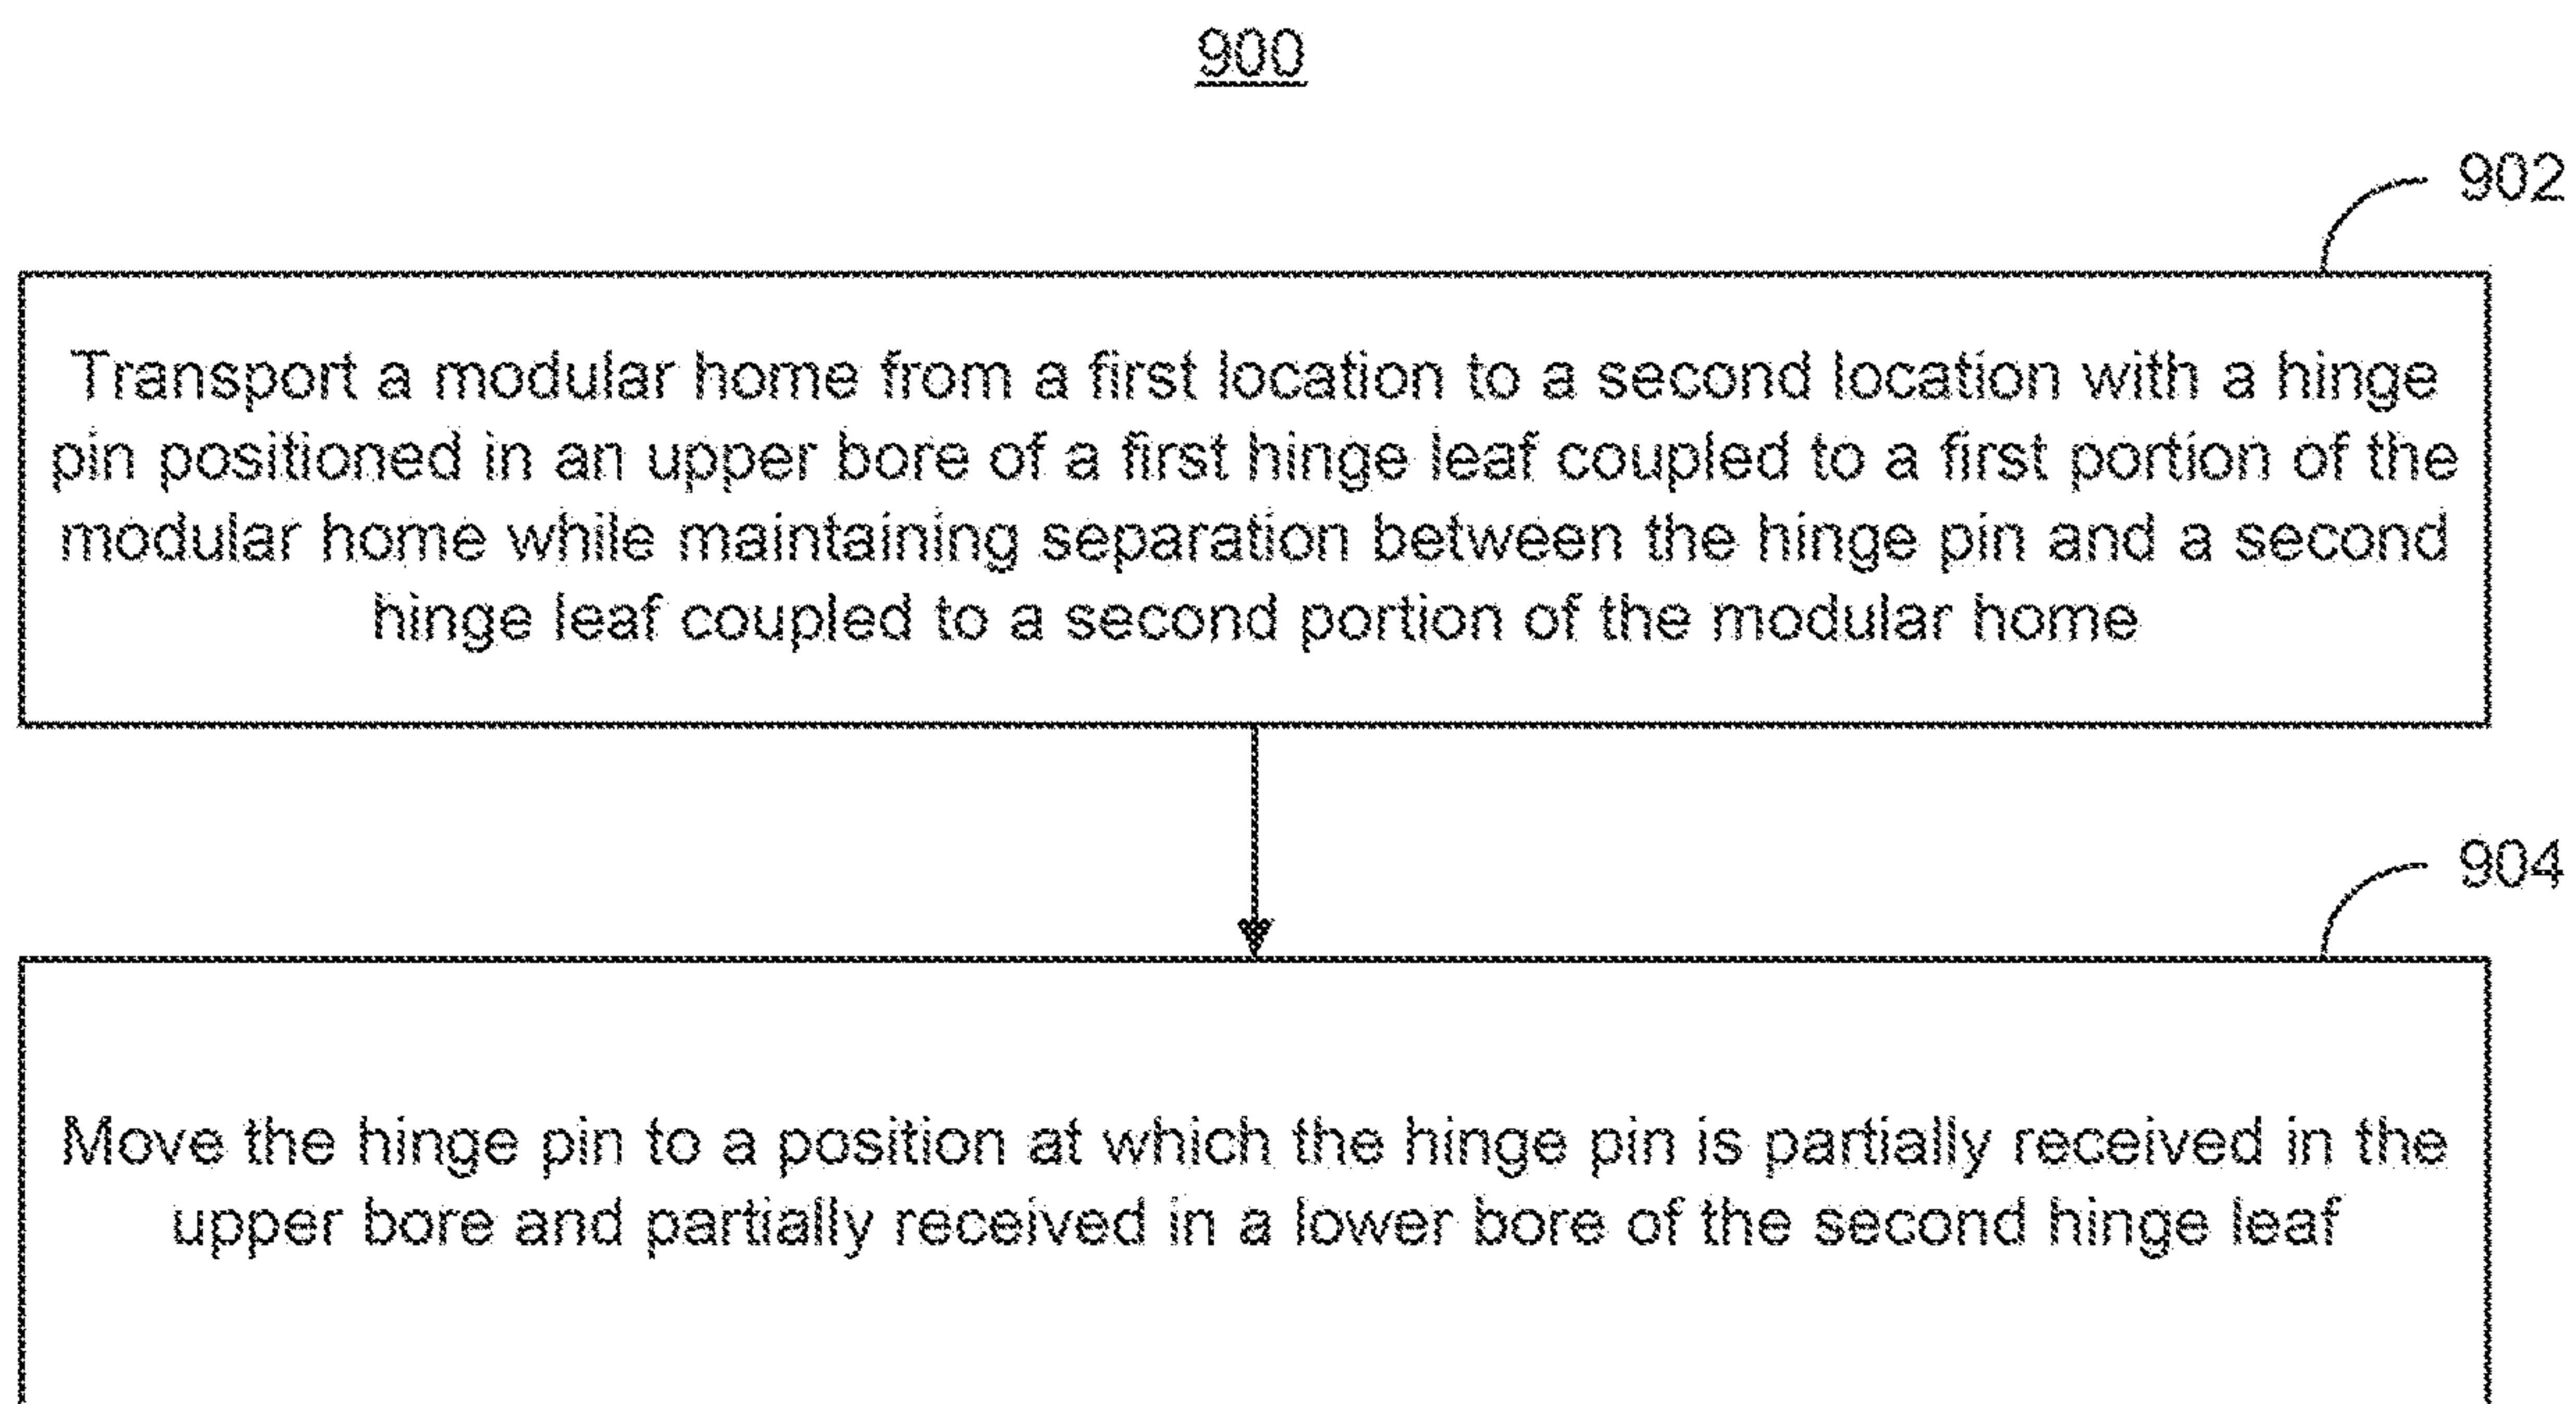 900
902
Transport a modular home from a first location to a second location with a hinge
pin positioned in an upper bore of a first hinge leaf coupled to a first portion of the
modular home while maintaining separation between the hinge pin and a second
hinge leaf coupled to a second portion of the modular home
904
Move the hinge pin to a position at which the hinge pin is partially received in the
upper bore and partially received in a lower bore of the second hinge leaf